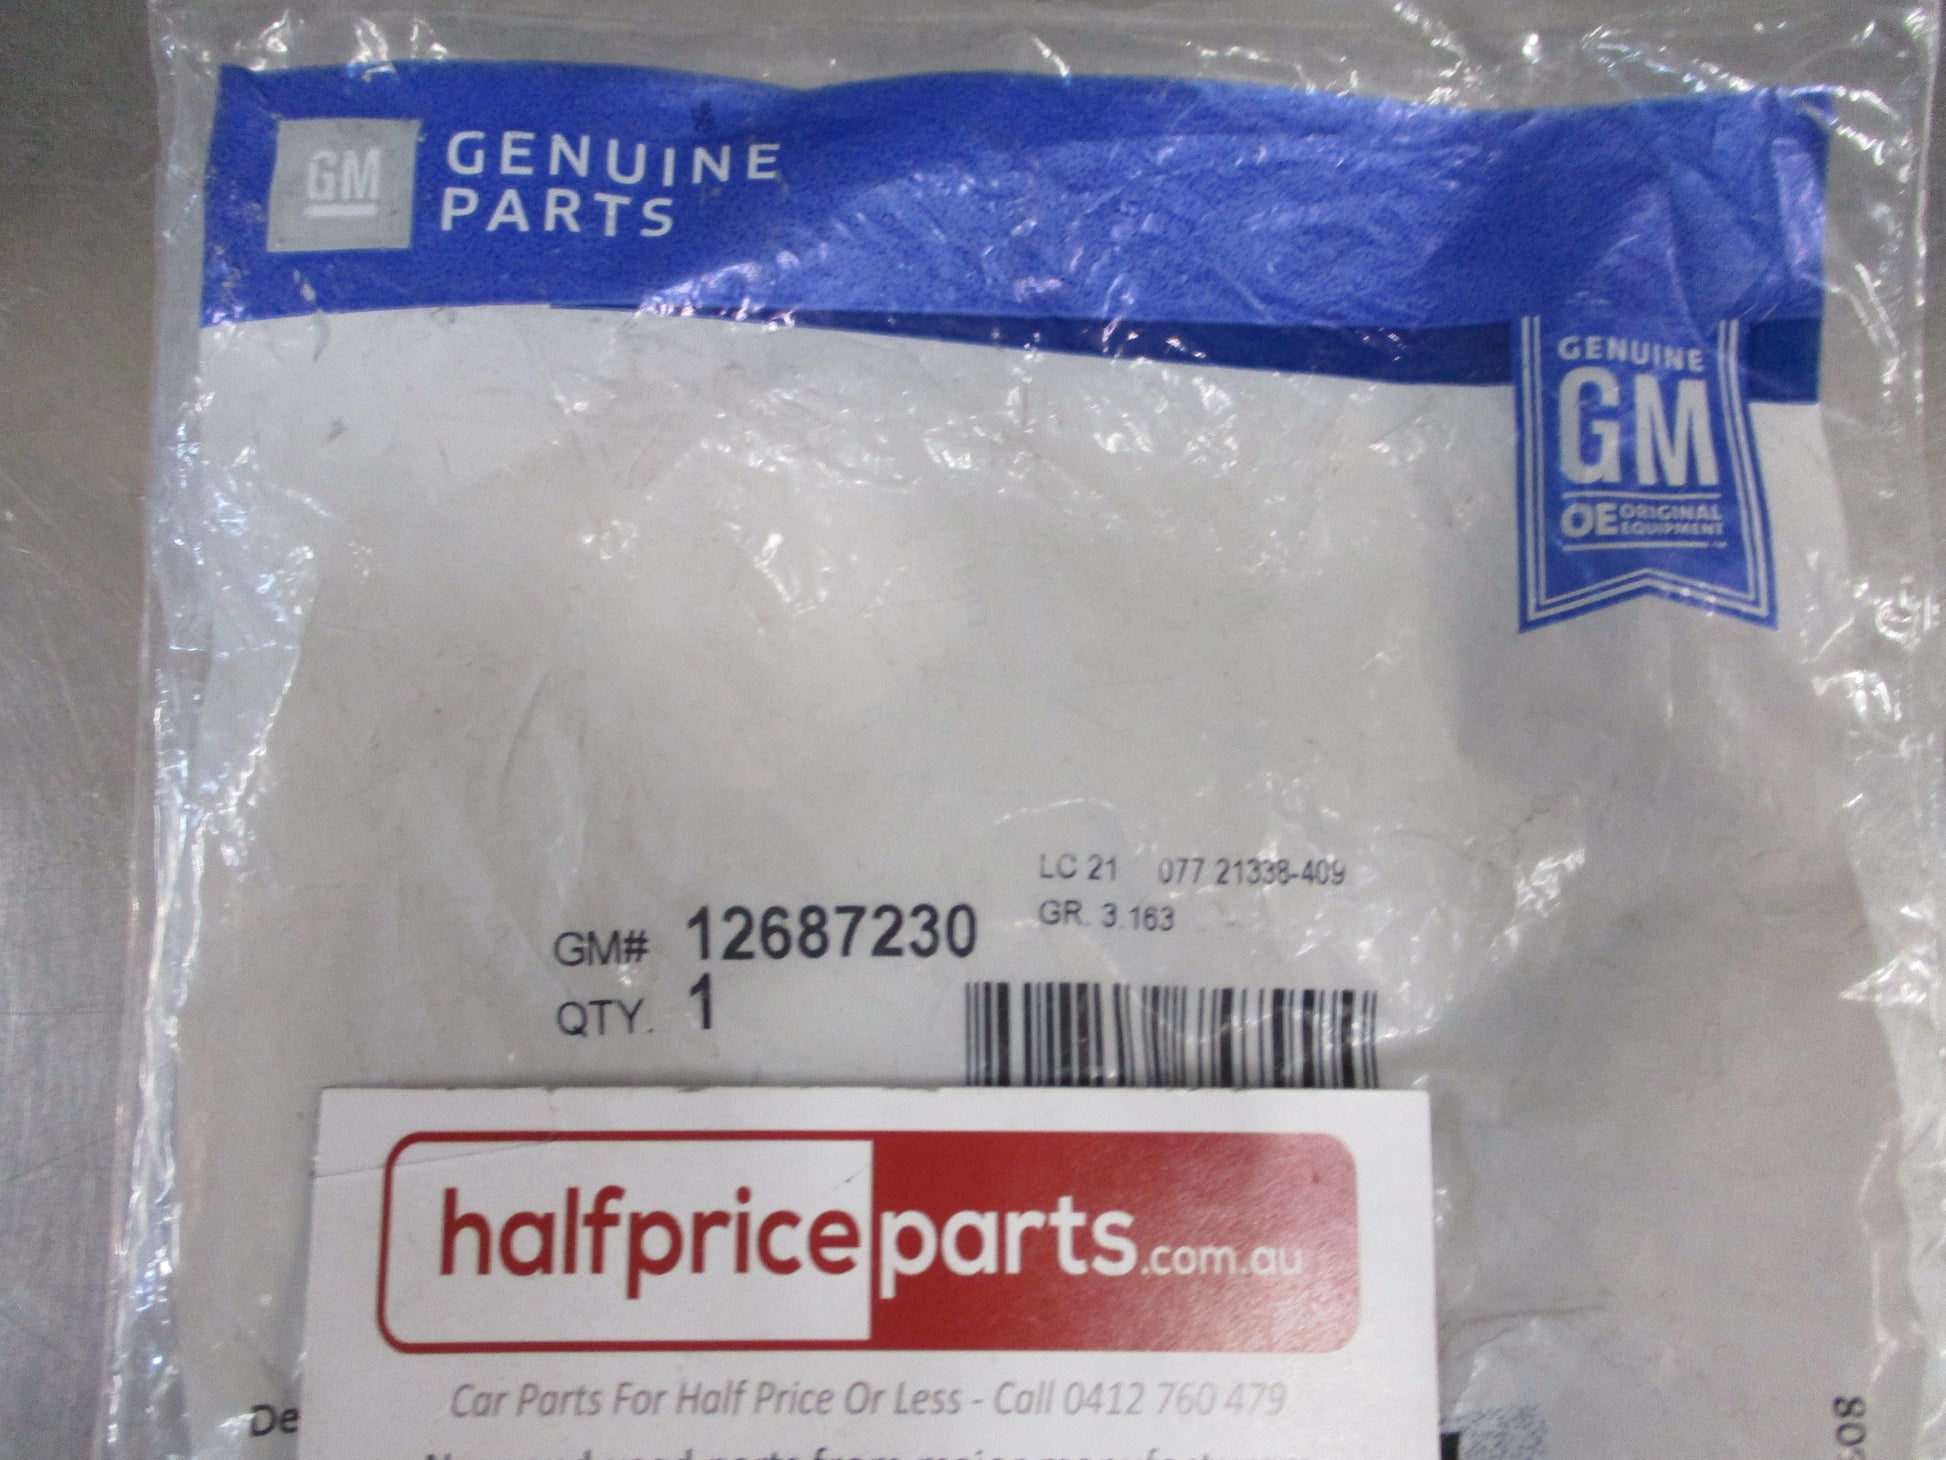 GM
GENUINE
PARTS
GENUINE
GM
OE ORIGINAL
EQUIPMENT
LC 21 077 21338-409
GR. 3.163
GM# 12687230
QTY. 1
halfpriceparts.com.au
Car Parts For Half Price Or Less - Call 0412 760 479